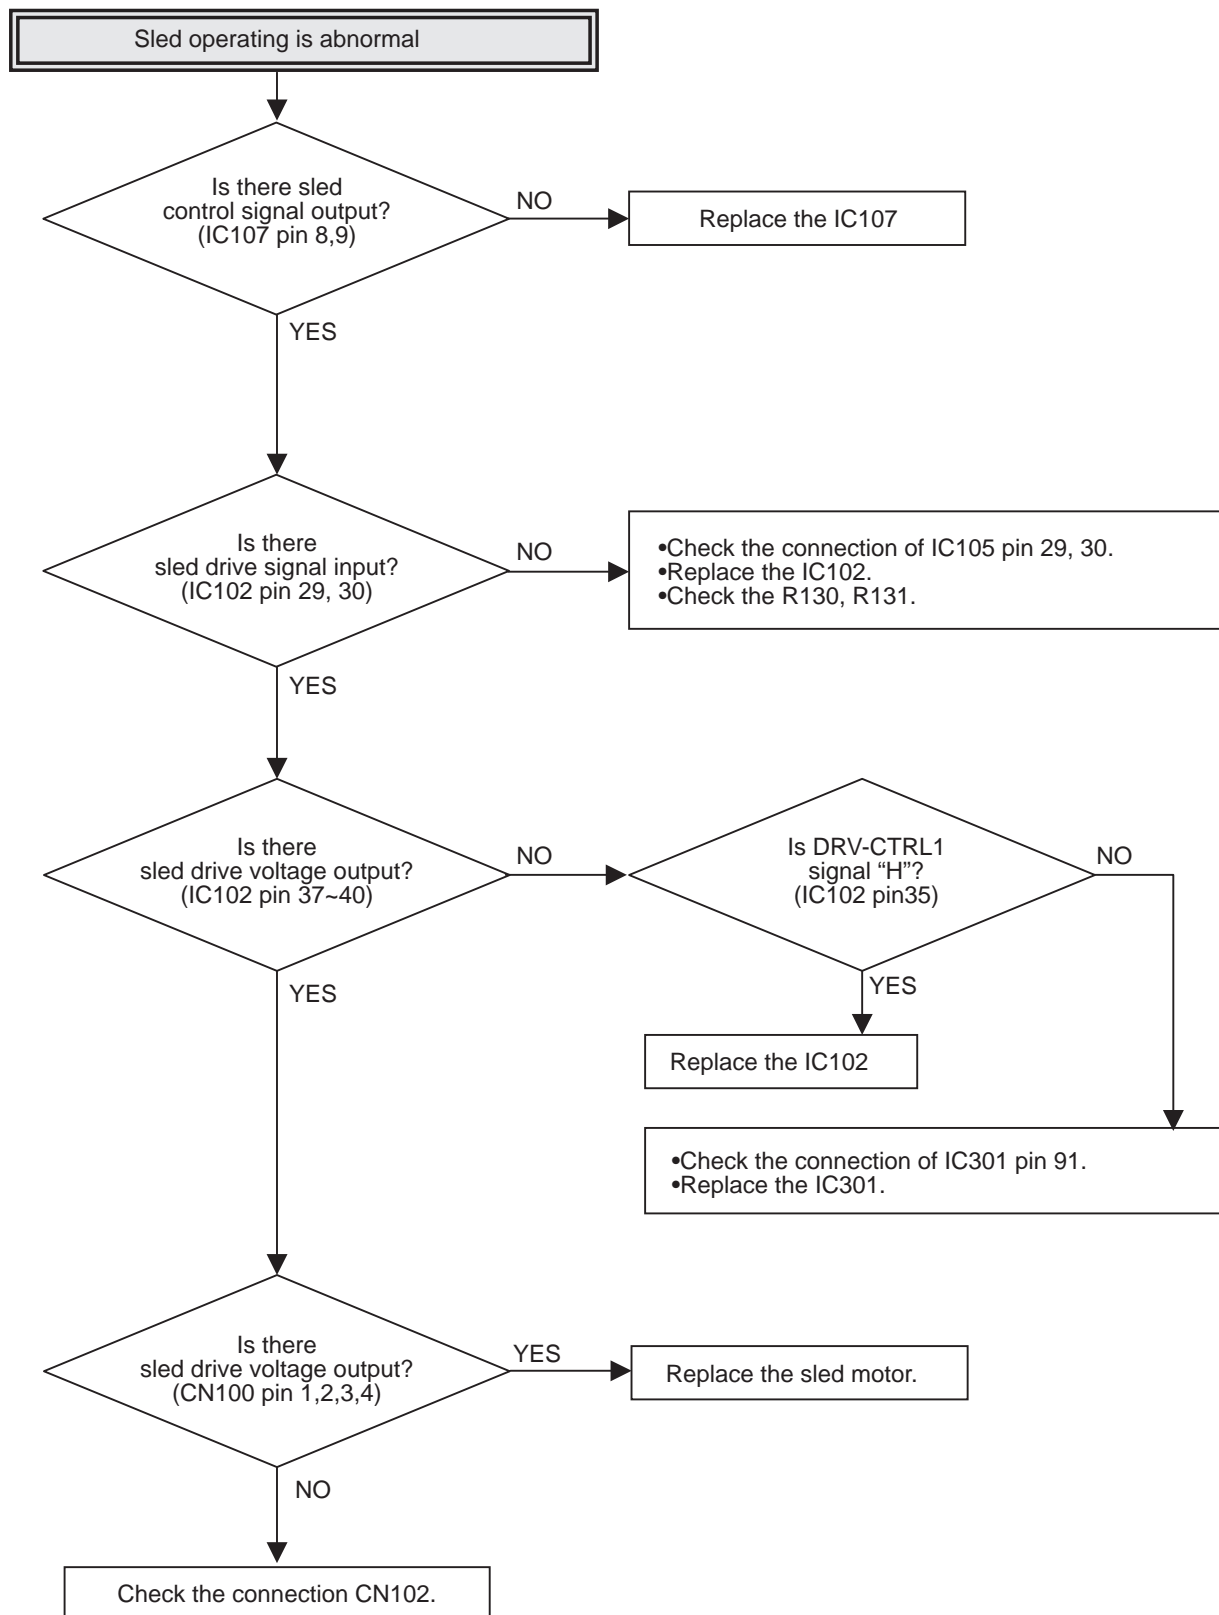 Sled operating is abnormal
Is there sled
control signal output?
(IC107 pin 8,9)
NO
Replace the IC107
YES
Is there
sled drive signal input?
(IC102 pin 29, 30)
NO
•Check the connection of IC105 pin 29, 30.
•Replace the IC102.
•Check the R130, R131.
YES
Is there
sled drive voltage output?
(IC102 pin 37~40)
NO
Is DRV-CTRL1
signal “H”?
(IC102 pin35)
NO
YES
YES
Replace the IC102
•Check the connection of IC301 pin 91.
•Replace the IC301.
Is there
sled drive voltage output?
(CN100 pin 1,2,3,4)
YES
Replace the sled motor.
NO
Check the connection CN102.